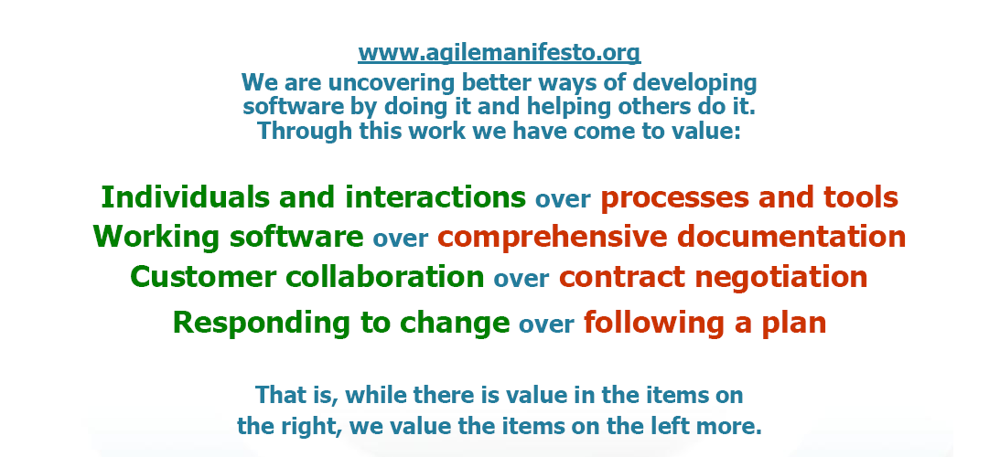 www.agilemanifesto.org
We are uncovering better ways of developing
software by doing it and helping others do it.
Through this work we have come to value:
Individuals and interactions over processes and tools
Working software over comprehensive documentation
Customer collaboration over contract negotiation
Responding to change over following a plan
That is, while there is value in the items on
the right, we value the items on the left more.